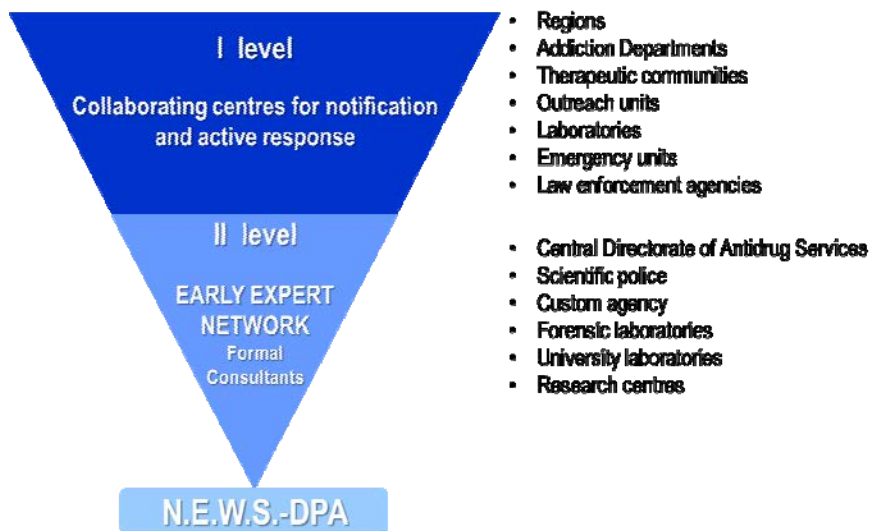 I level
Collaborating centres for notification
and active response
II level
EARLY EXPERT
NETWORK
Formal
Consultants
N.E.W.S.-DPA
• Regions
• Addiction Departments
• Therapeutic communities
• Outreach units
• Laboratories
• Emergency units
• Law enforcement agencies
• Central Directorate of Antidrug Services
• Scientific police
• Custom agency
• Forensic laboratories
• University laboratories
• Research centres